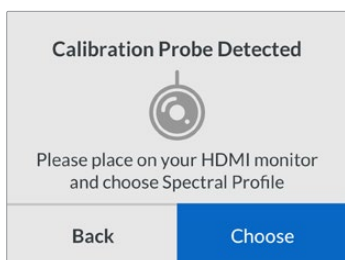 Calibration Probe Detected
Please place on your HDMI monitor
and choose Spectral Profile
Back
Choose